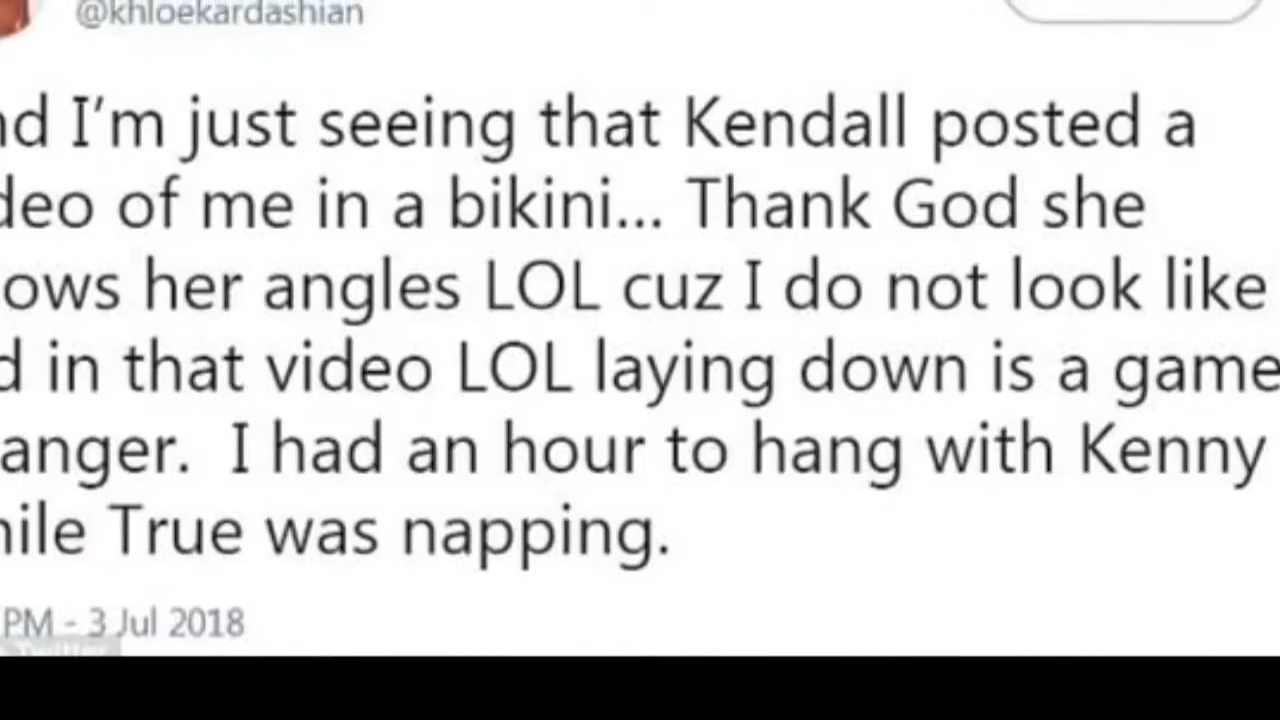 @khloekardashian
nd I'm just seeing that Kendall posted a
deo of me in a bikini... Thank God she
ows her angles LOL cuz I do not look like
d in that video LOL laying down is a game
anger. I had an hour to hang with Kenny
hile True was napping.
PM - 3 Jul 2018